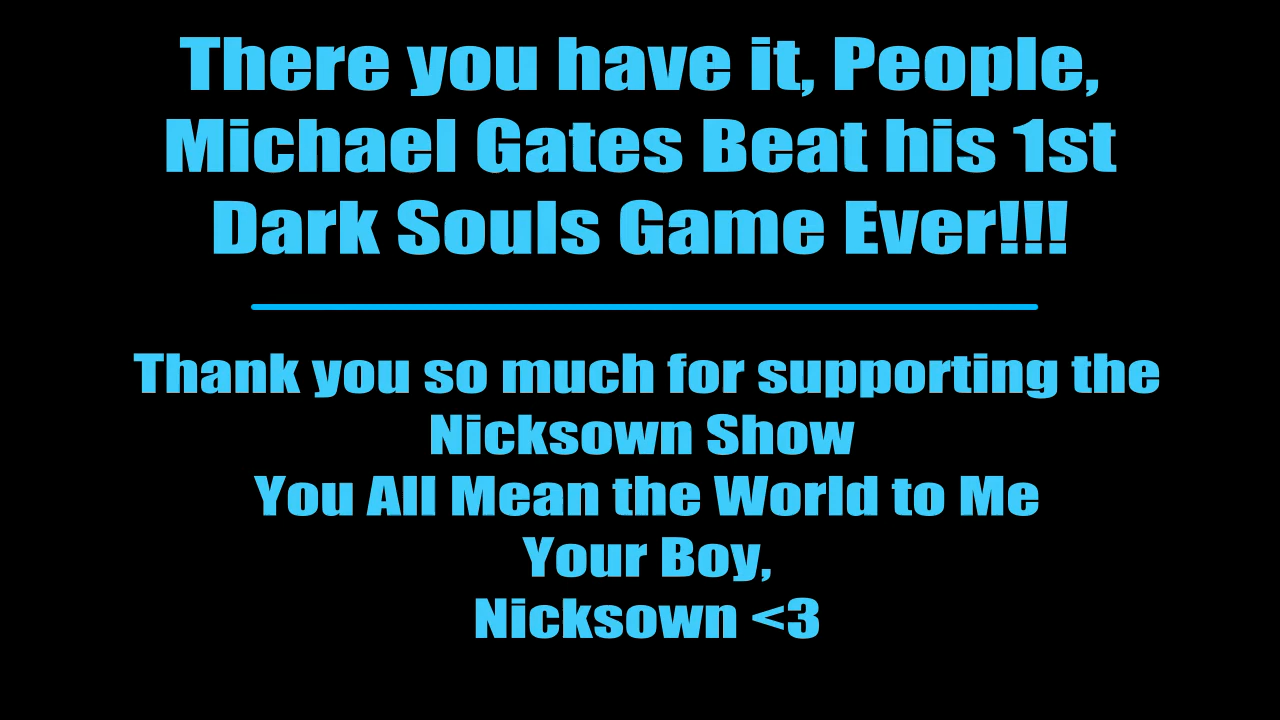 There you have it, People,
Michael Gates Beat his 1st
Dark Souls Game Ever!!!
Thank you so much for supporting the
Nicksown Show
You All Mean the World to Me
Your Boy,
Nicksown <3